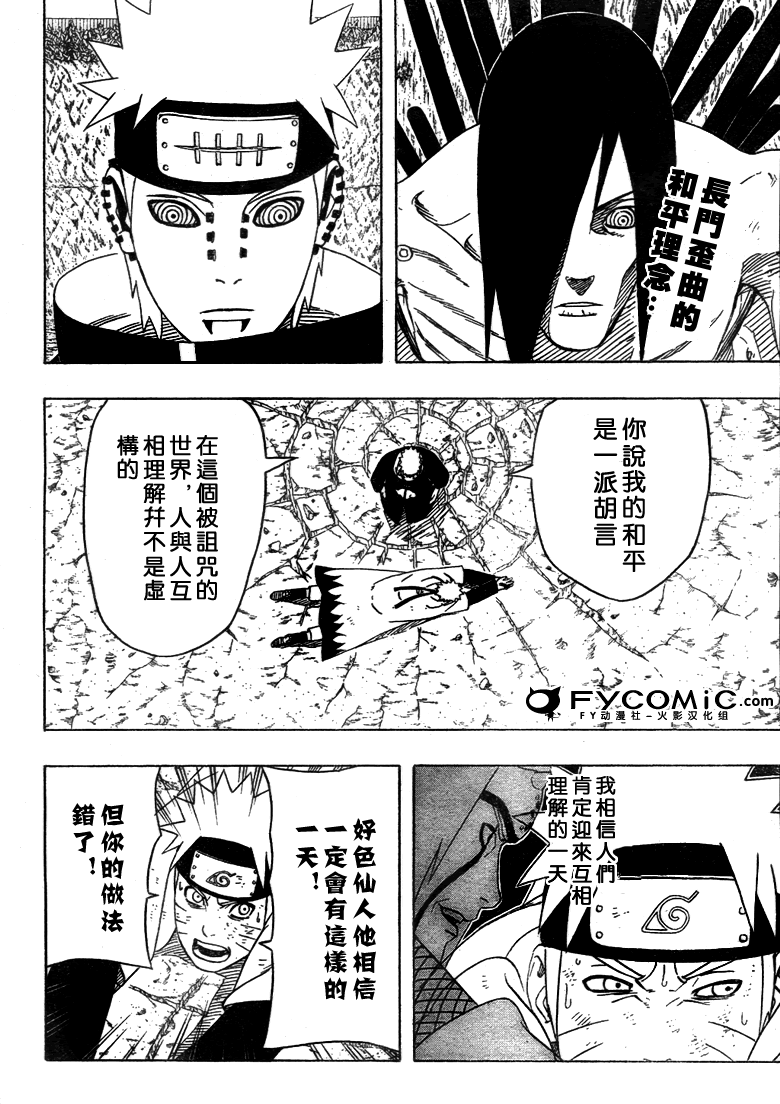 長門歪曲的
和平理念…
你說我的和平
是一派胡言
在這個被詛咒的
世界，人與人互
相理解幷不是虛
構的
FYCOMiC.com
FY动漫社-火影汉化组
我相信人們
肯定迎來互相
理解的一天
好色仙人他相信
一定會有這樣的
一天！
但你的做法
錯了！